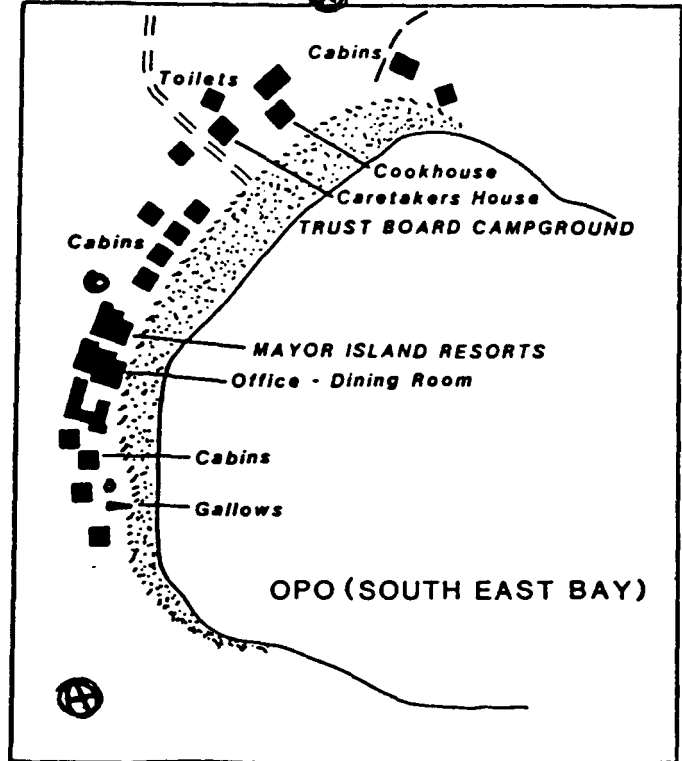 Cabins
Toilets
Cookhouse
Caretakers House
TRUST BOARD CAMPGROUND
Cabins
MAYOR ISLAND RESORTS
Office - Dining Room
Cabins
Gallows
OPO (SOUTH EAST BAY)